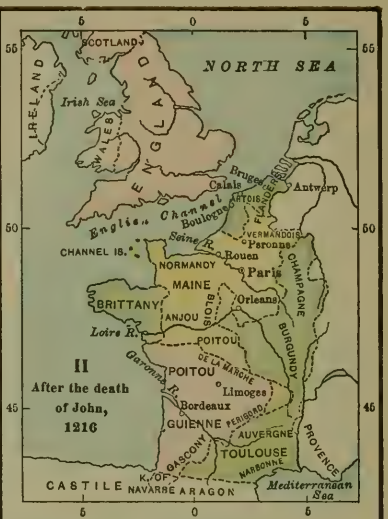 5 0 5
55
SCOTLAND
NORTH SEA
IRELAND
Irish Sea
WALES
ENGLAND
Bruges
Calais
FLANDERS
Antwerp
ARTOIS
English Channel
Boulogne
50 50
VERMANDOIS
Peronne
CHANNEL IS.
Seine R.
Rouen
NORMANDY
Paris
CHAMPAGNE
MAINE
BRITTANY
BLOIS
Orleans
ANJOU
Loire R.
BURGUNDY
POITOU
II
After the death
of John,
1216
DE LA MARCHE
POITOU
Garonne R.
Limoges
45 45
Bordeaux
GUIENNE
PERIGORD
AUVERGNE
PROVENCE
GASCONY
TOULOUSE
NARBONNE
K. OF
NAVARRE
CASTILE
ARAGON
Mediterranean
Sea
5 0 5